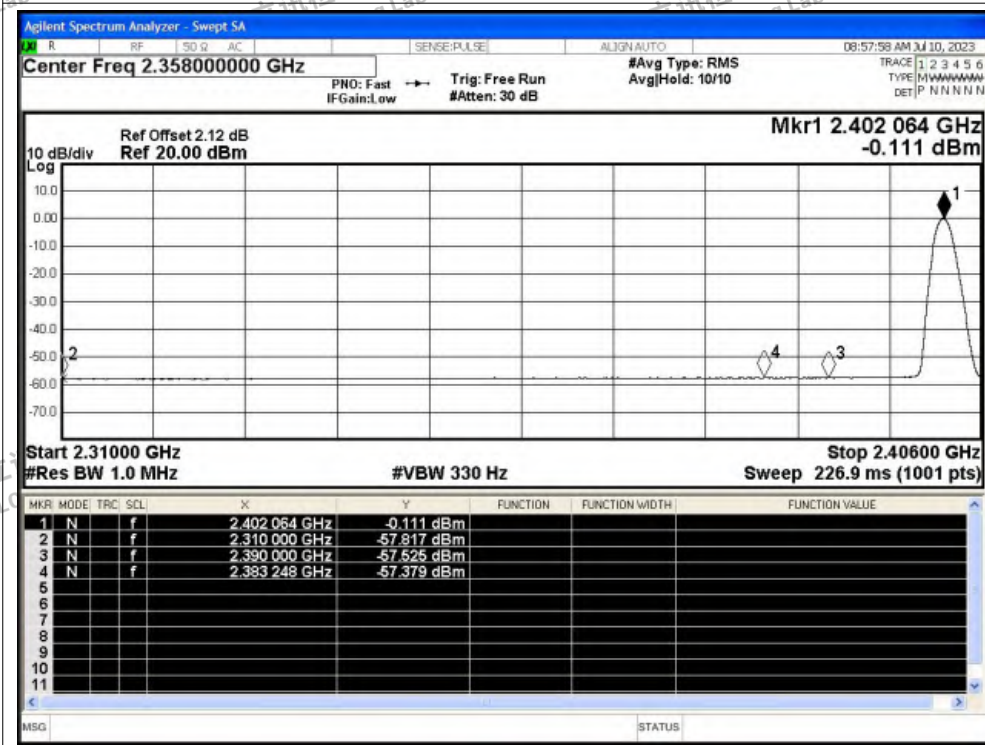 Agilent Spectrum Analyzer - Swept SA
LXI R RF 50 Ω AC SENSE:PULSE ALIGN AUTO 08:57:58 AM Jul 10, 2023
Center Freq 2.358000000 GHz #Avg Type: RMS TRACE 1 2 3 4 5 6
PNO: Fast Trig: Free Run Avg|Hold: 10/10 TYPE MWWWWW
IFGain:Low #Atten: 30 dB DET P N N N N N
Mkr1 2.402 064 GHz
Ref Offset 2.12 dB
10 dB/div Ref 20.00 dBm -0.111 dBm
Log
10.0
1
0.00
-10.0
-20.0
-30.0
-40.0
-50.0 2 4 3
-60.0
-70.0
Start 2.31000 GHz Stop 2.40600 GHz
#Res BW 1.0 MHz #VBW 330 Hz Sweep 226.9 ms (1001 pts)
MKR MODE TRC SCL X Y FUNCTION FUNCTION WIDTH FUNCTION VALUE
1 N f 2.402 064 GHz -0.111 dBm
2 N f 2.310 000 GHz -57.817 dBm
3 N f 2.390 000 GHz -57.525 dBm
4 N f 2.383 248 GHz -57.379 dBm
5
6
7
8
9
10
11
MSG STATUS